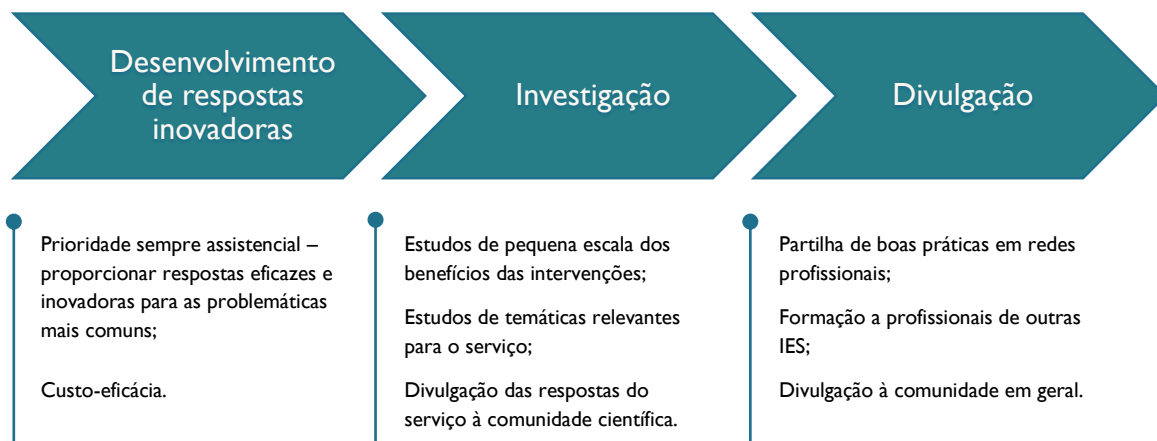 Desenvolvimento
de respostas
inovadoras
Investigação
Divulgação
Prioridade sempre assistencial –
proporcionar respostas eficazes e
inovadoras para as problemáticas
mais comuns;
Custo-eficácia.
Estudos de pequena escala dos
benefícios das intervenções;
Estudos de temáticas relevantes
para o serviço;
Divulgação das respostas do
serviço à comunidade científica.
Partilha de boas práticas em redes
profissionais;
Formação a profissionais de outras
IES;
Divulgação à comunidade em geral.